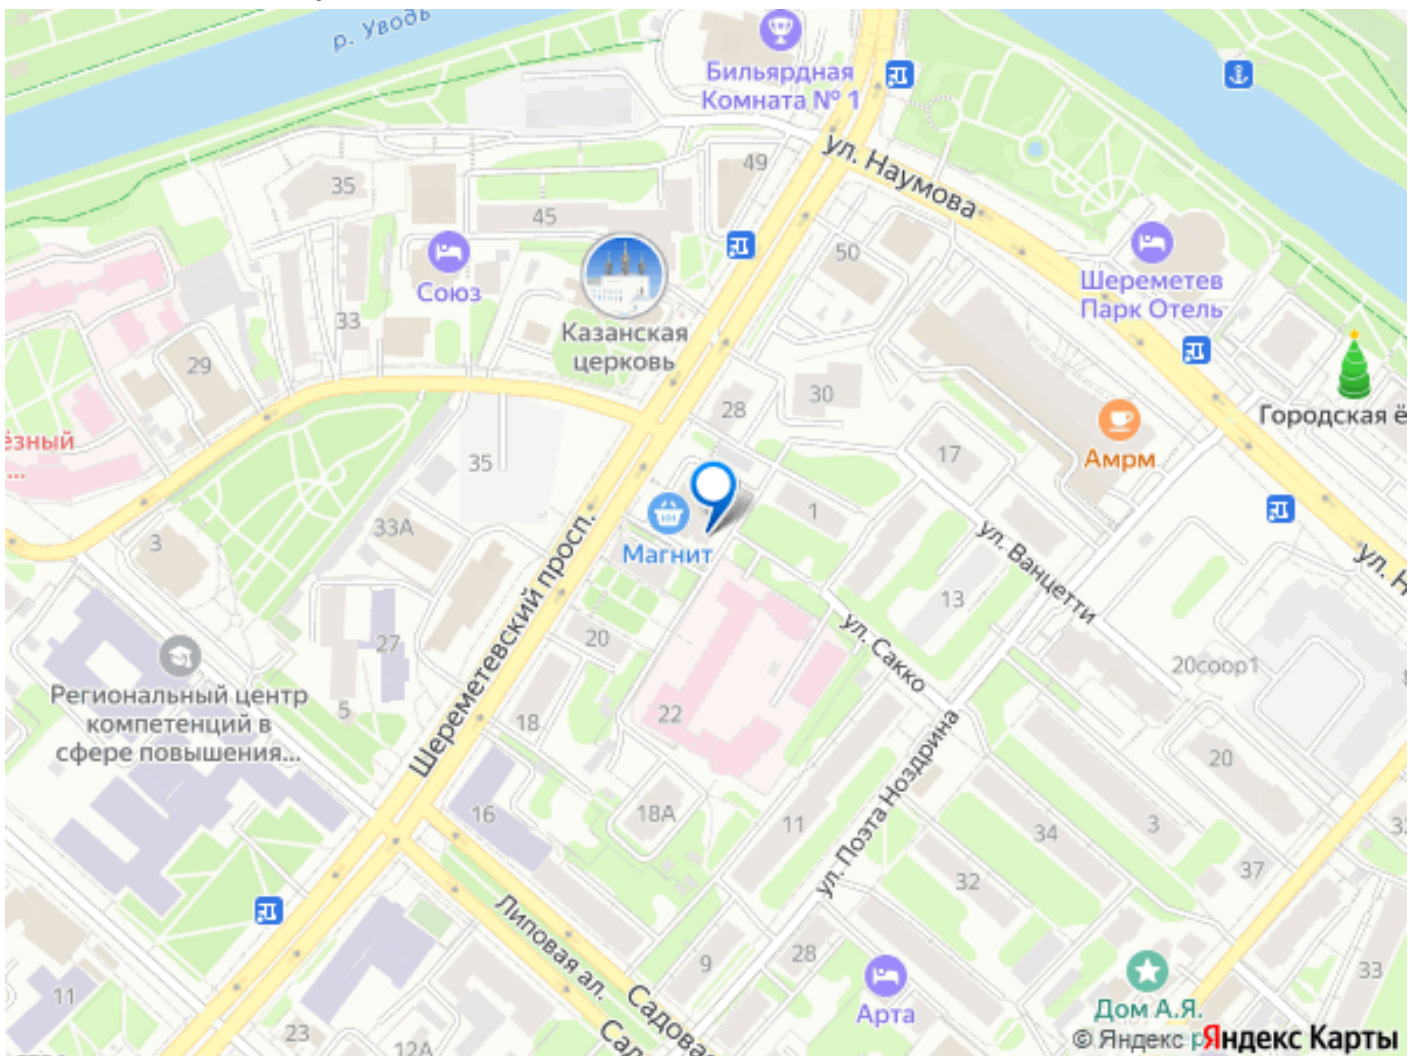 р. Уводь
Бильярдная
Комната № 1
ул. Наумова
49
35
45
50
Союз
Шереметев
Парк Отель
Казанская
церковь
33
29
30
28
Городская ё
ёзный
...
35
17
Амрм
1
33А
Магнит
ул. Ванцетти
3
Шереметевский просп.
13
ул. Н
20
27
ул. Сакко
20соор1
Региональный центр
компетенций в
сфере повышения...
5
18
22
ул. Поэта Ноздрина
20
16
18А
11
34
3
37
32
Липовая ал.
9
28
33
11
Арта
Дом А.Я.
Садовая
23
12А
© Яндекс
Яндекс Карты